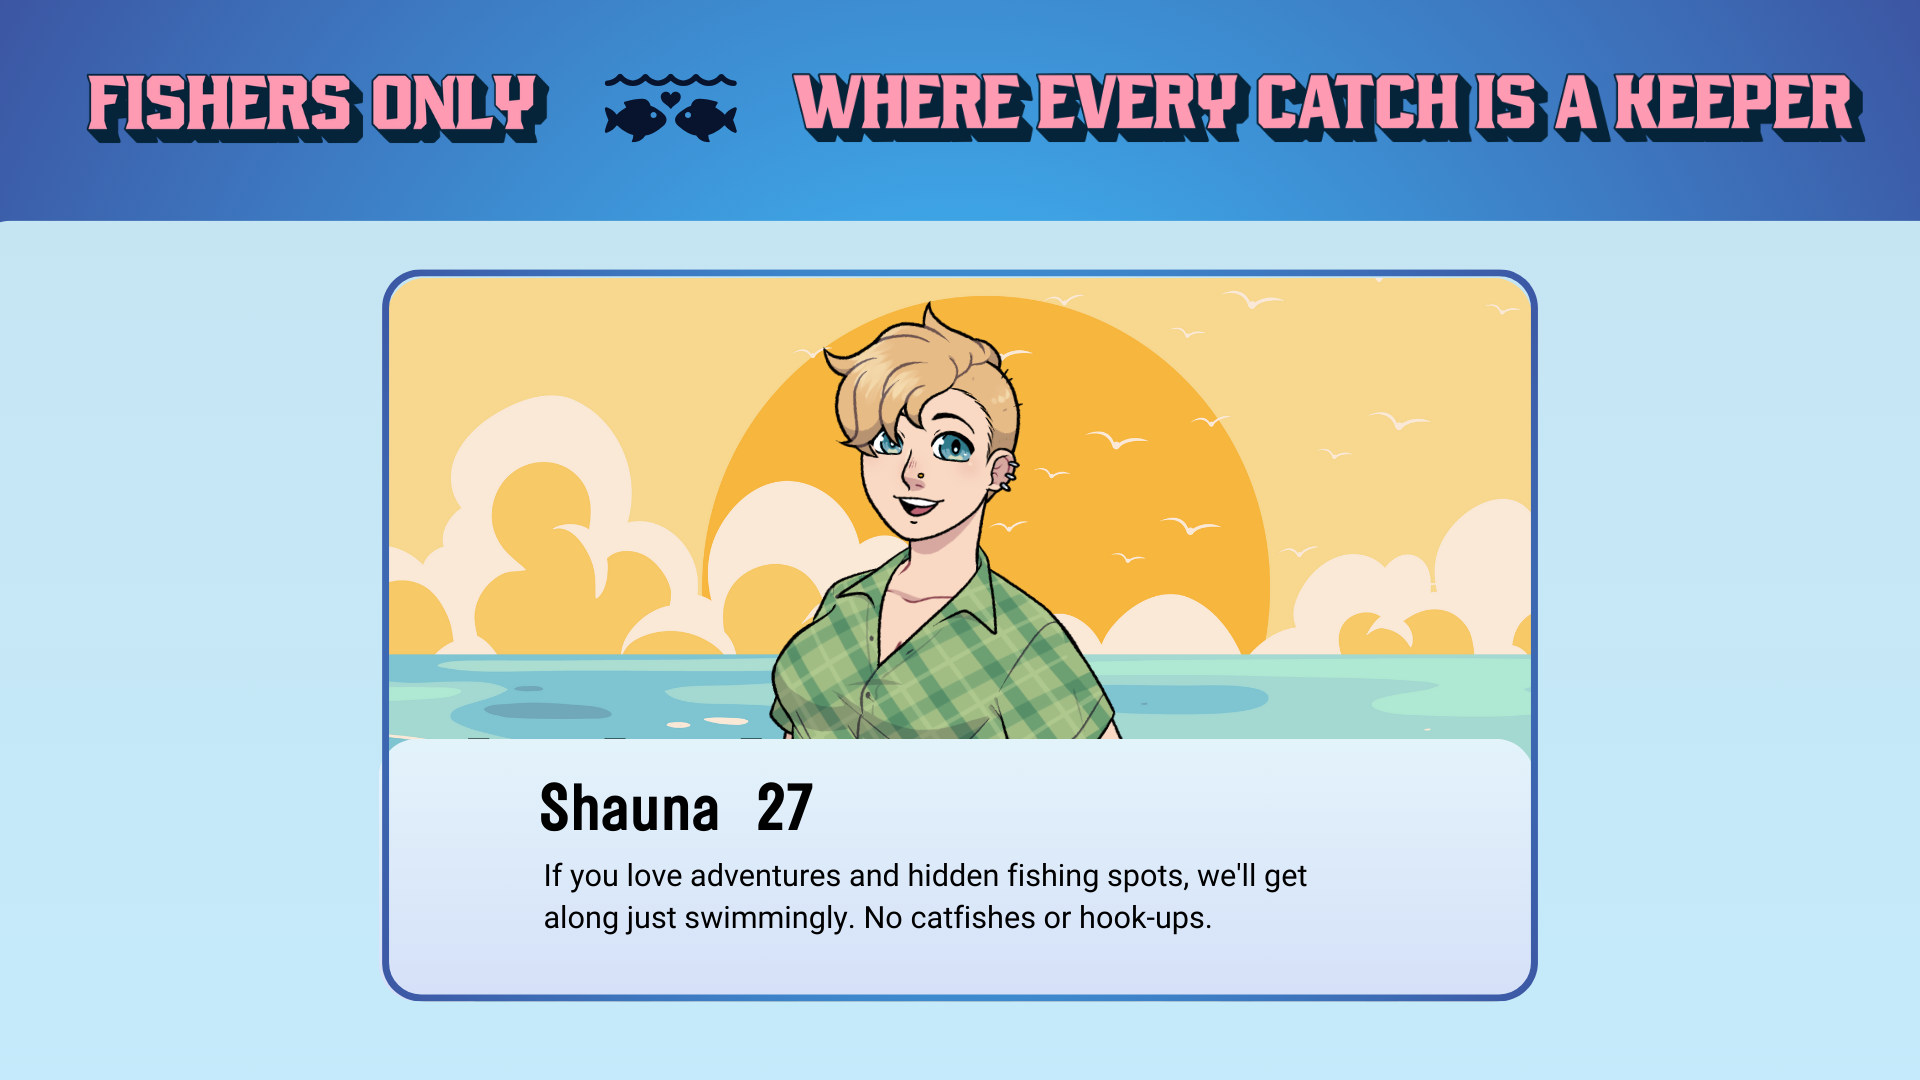 FISHERS ONLY WHERE EVERY CATCH IS A KEEPER
Shauna 27
If you love adventures and hidden fishing spots, we'll get
along just swimmingly. No catfishes or hook-ups.